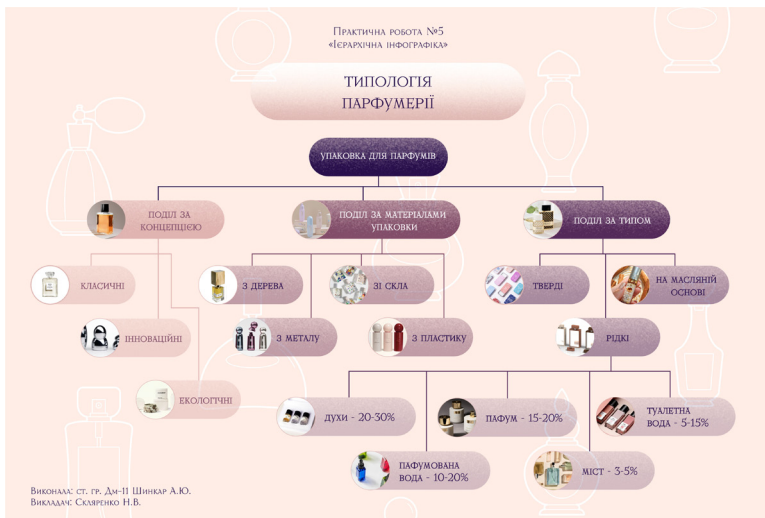 Практична робота №5
«Ієрархічна інфографіка»
ТИПОЛОГІЯ
ПАРФУМЕРІЇ
УПАКОВКА ДЛЯ ПАРФУМІВ
ПОДІЛ ЗА
КОНЦЕПЦІЄЮ
ПОДІЛ ЗА МАТЕРІАЛАМИ
УПАКОВКИ
ПОДІЛ ЗА ТИПОМ
КЛАСИЧНІ
З ДЕРЕВА
ЗІ СКЛА
ТВЕРДІ
НА МАСЛЯНІЙ
ОСНОВІ
ІННОВАЦІЙНІ
З МЕТАЛУ
З ПЛАСТИКУ
РІДКІ
ЕКОЛОГІЧНІ
ДУХИ - 20-30%
ПАФУМ - 15-20%
ТУАЛЕТНА
ВОДА - 5-15%
ПАФУМОВАНА
ВОДА - 10-20%
МІСТ - 3-5%
Виконала: ст. гр. Дм-11 Шинкар А.Ю.
Викладач: Скляренко Н.В.